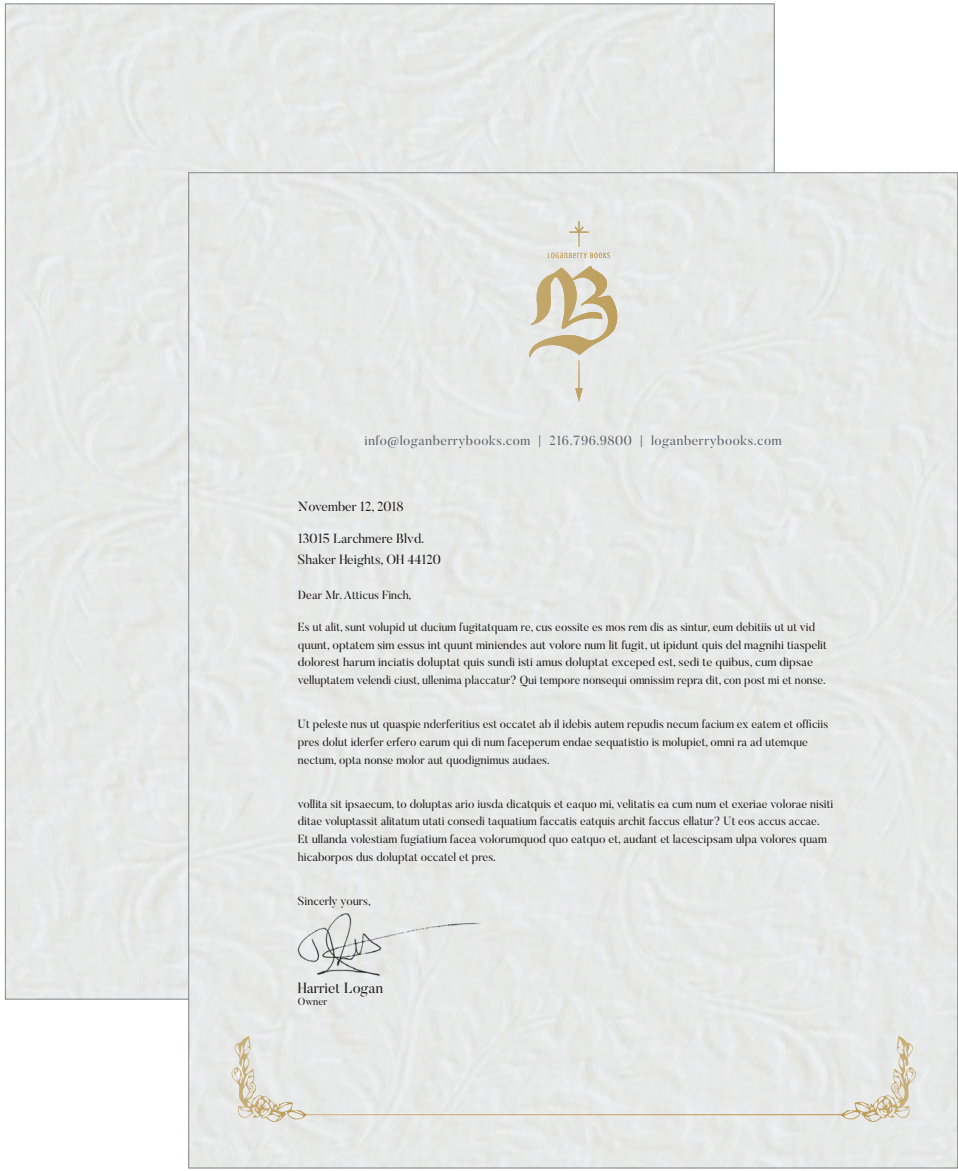 LOGANBERRY BOOKS
LB
info@loganberrybooks.com | 216.796.9800 | loganberrybooks.com
November 12, 2018
13015 Larchmere Blvd.
Shaker Heights, OH 44120
Dear Mr. Atticus Finch,
Es ut alit, sunt volupid ut ducium fugitatquam re, cus eossite es mos rem dis as sintur, eum debitiis ut ut vid
quunt, optatem sim essus int quunt miniendes aut volore num lit fugit, ut ipidunt quis del magnihi tiaspelit
dolorest harum inciatis doluptat quis sundi isti amus doluptat exceped est, sedi te quibus, cum dipsae
velluptatem velendi ciust, ullenima placcatur? Qui tempore nonsequi omnissim repra dit, con post mi et nonse.
Ut peleste nus ut quaspie nderferitius est occatet ab il idebis autem repudis necum facium ex eatem et officiis
pres dolut iderfer erfero earum qui di num faceperum endae sequatistio is molupiet, omni ra ad utemque
nectum, opta nonse molor aut quodignimus audaes.
vollita sit ipsaecum, to doluptas ario iusda dicatquis et eaquo mi, velitatis ea cum num et exeriae volorae nisiti
ditae voluptassit alitatum utati consedi taquatium faccatis eatquis archit faccus ellatur? Ut eos accus accae.
Et ullanda volestiam fugiatium facea volorumquod quo eatquo et, audant et lacescipsam ulpa volores quam
hicaborpos dus doluptat occatel et pres.
Sincerly yours,
Harriet Logan
Owner